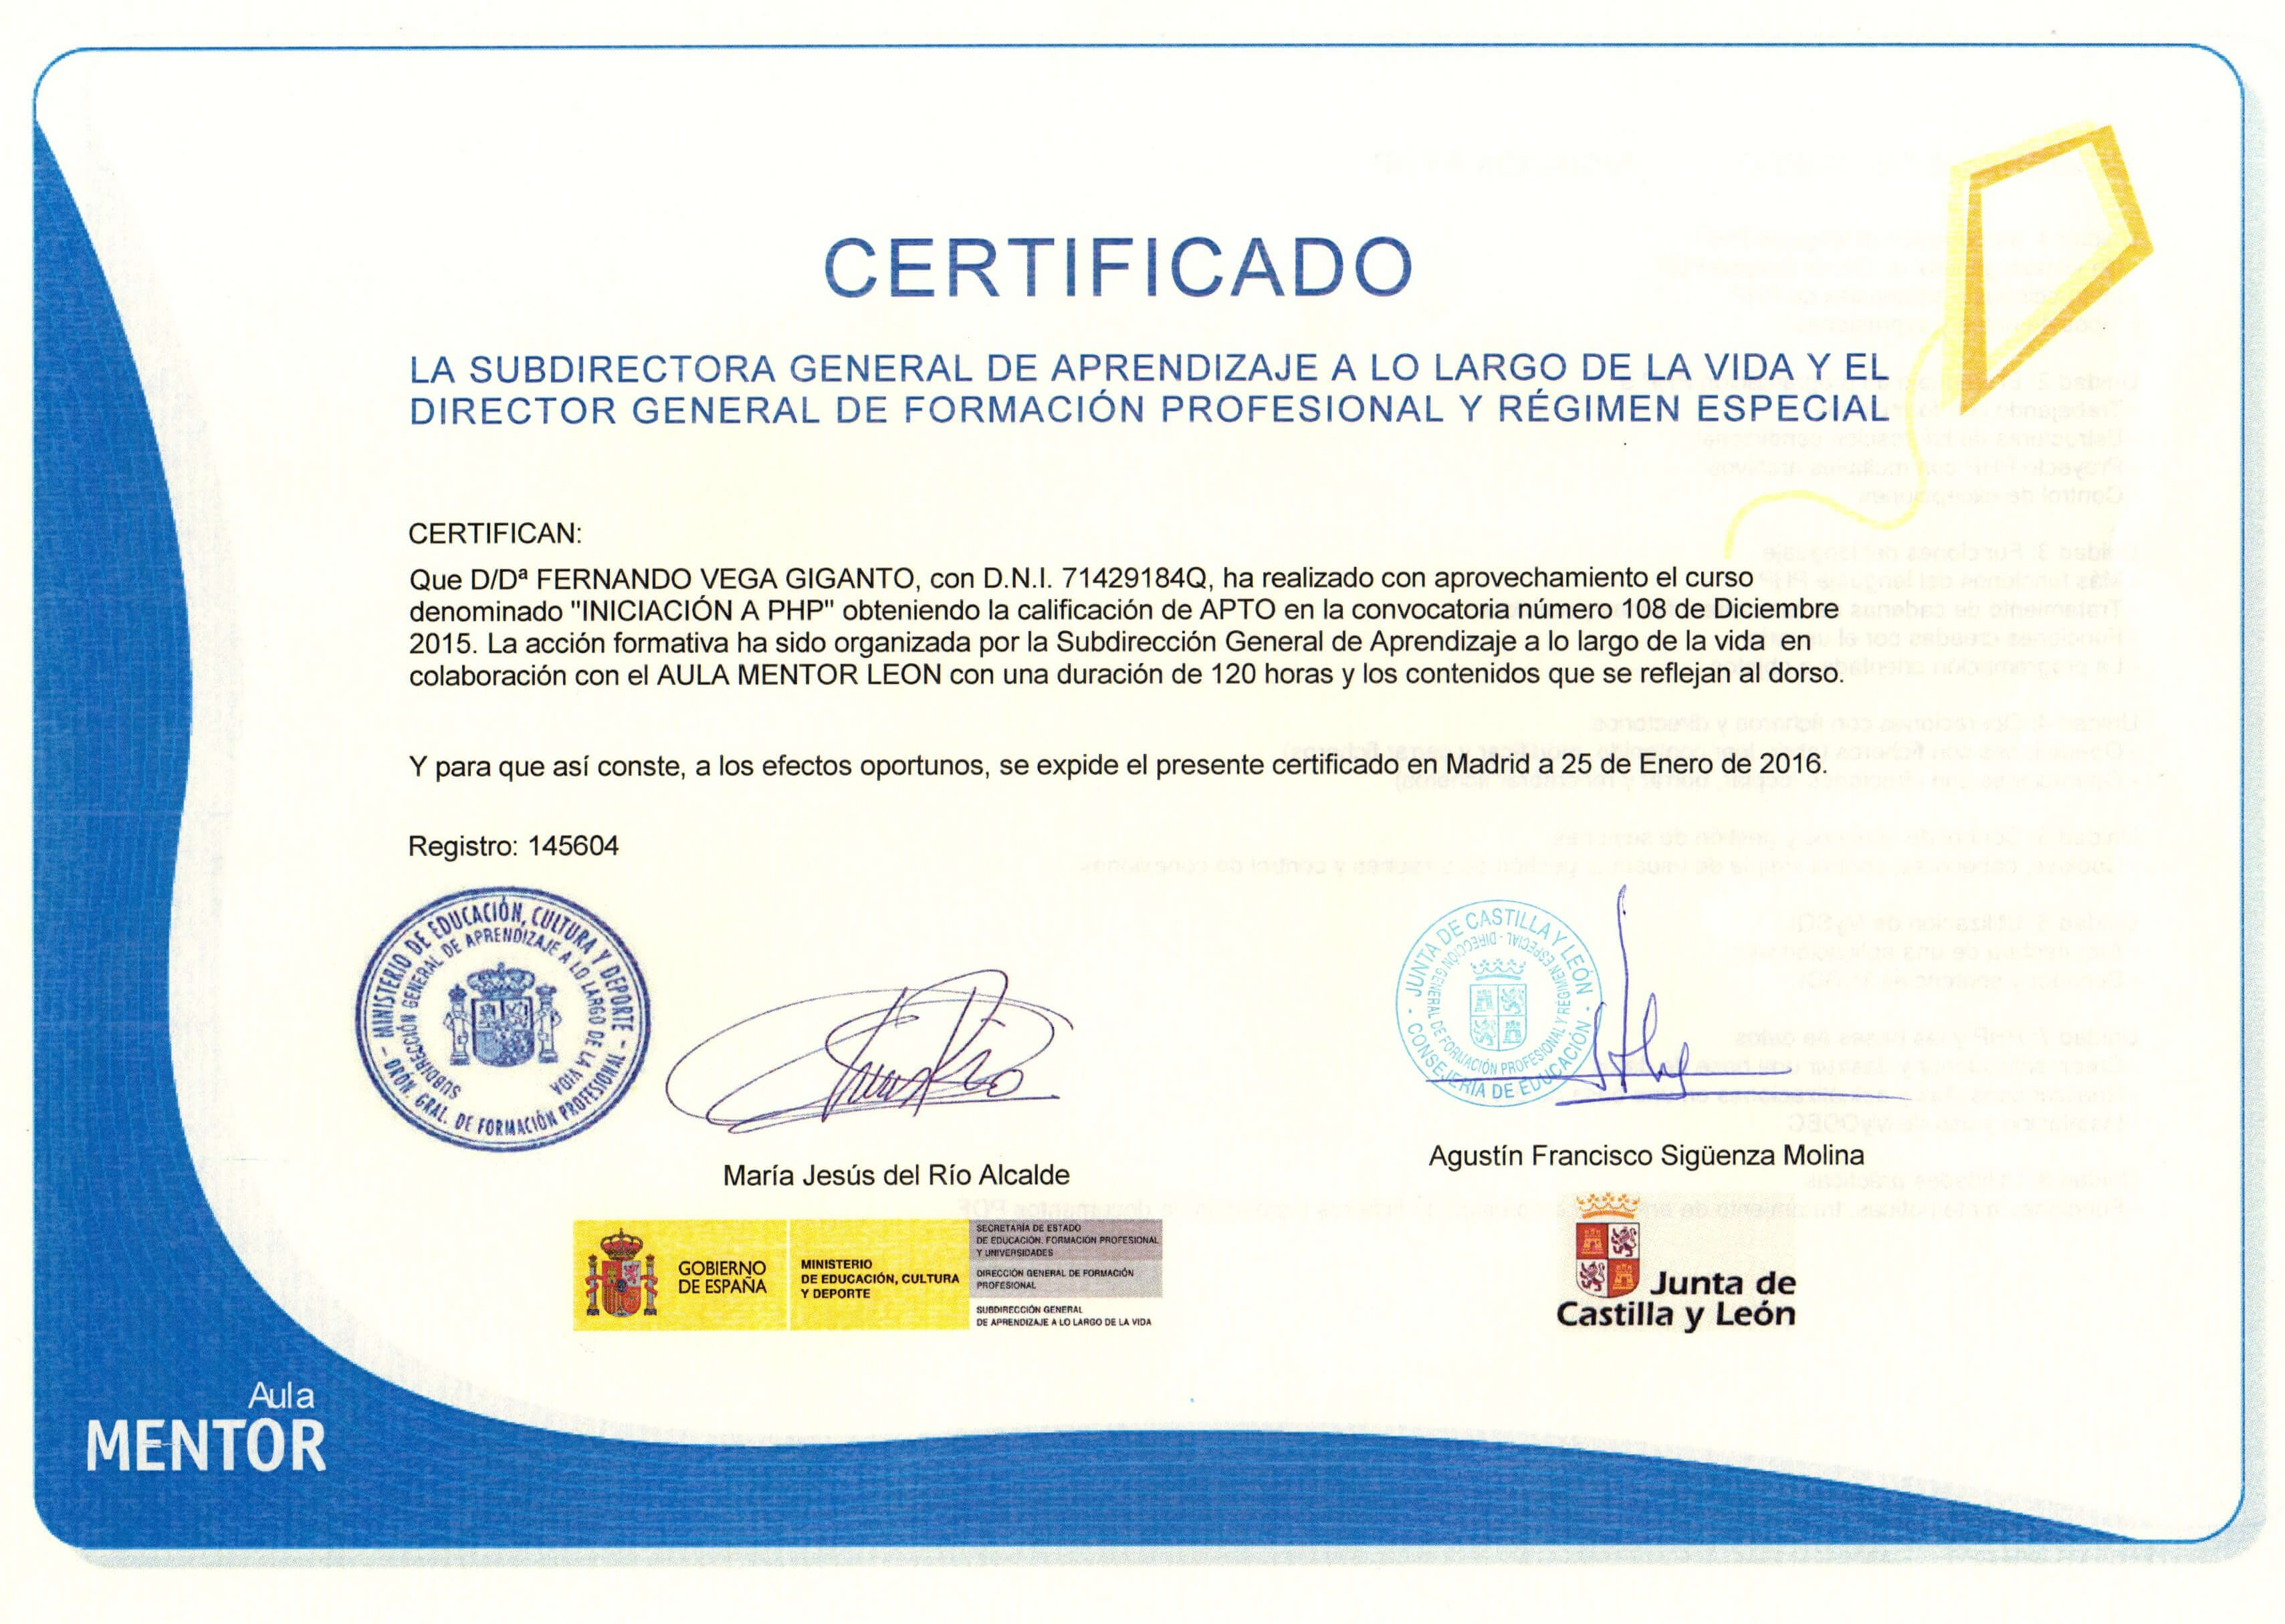 CERTIFICADO
LA SUBDIRECTORA GENERAL DE APRENDIZAJE A LO LARGO DE LA VIDA Y EL
DIRECTOR GENERAL DE FORMACIÓN PROFESIONAL Y RÉGIMEN ESPECIAL
CERTIFICAN:
Que D/Dª FERNANDO VEGA GIGANTO, con D.N.I. 71429184Q, ha realizado con aprovechamiento el curso
denominado "INICIACIÓN A PHP" obteniendo la calificación de APTO en la convocatoria número 108 de Diciembre
2015. La acción formativa ha sido organizada por la Subdirección General de Aprendizaje a lo largo de la vida en
colaboración con el AULA MENTOR LEON con una duración de 120 horas y los contenidos que se reflejan al dorso.
Y para que así conste, a los efectos oportunos, se expide el presente certificado en Madrid a 25 de Enero de 2016.
Registro: 145604
- MINISTERIO DE EDUCACIÓN, CULTURA Y DEPORTE -
DRÓN. GRAL. DE FORMACIÓN PROFESIONAL
SUBDIRECCIÓN GENERAL DE APRENDIZAJE A LO LARGO DE LA VIDA
- JUNTA DE CASTILLA Y LEÓN -
CONSEJERÍA DE EDUCACIÓN
DIRECCIÓN GENERAL DE FORMACIÓN PROFESIONAL Y RÉGIMEN ESPECIAL -
María Jesús del Río Alcalde
Agustín Francisco Sigüenza Molina
GOBIERNO
DE ESPAÑA
MINISTERIO
DE EDUCACIÓN, CULTURA
Y DEPORTE
SECRETARÍA DE ESTADO
DE EDUCACIÓN. FORMACIÓN PROFESIONAL
Y UNIVERSIDADES
DIRECCIÓN GENERAL DE FORMACIÓN
PROFESIONAL
SUBDIRECCIÓN GENERAL
DE APRENDIZAJE A LO LARGO DE LA VIDA
Junta de
Castilla y León
Aula
MENTOR